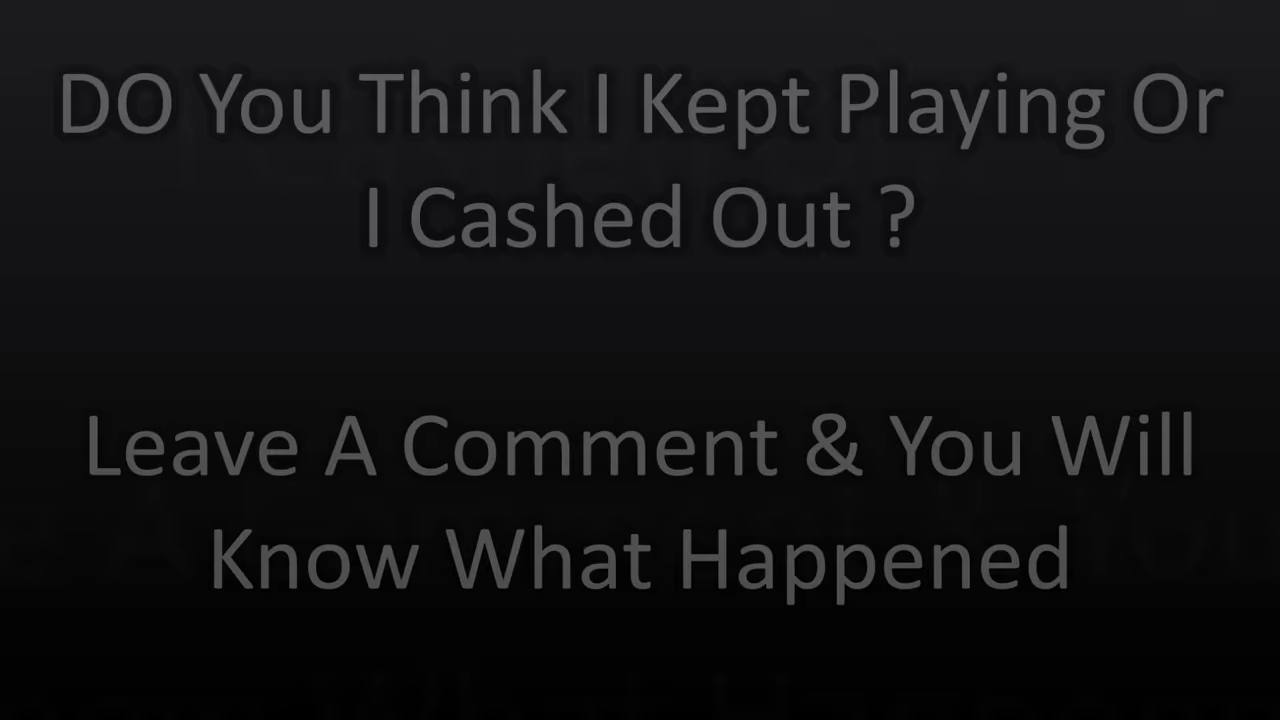 DO You Think I Kept Playing Or
I Cashed Out ?
Leave A Comment & You Will
Know What Happened